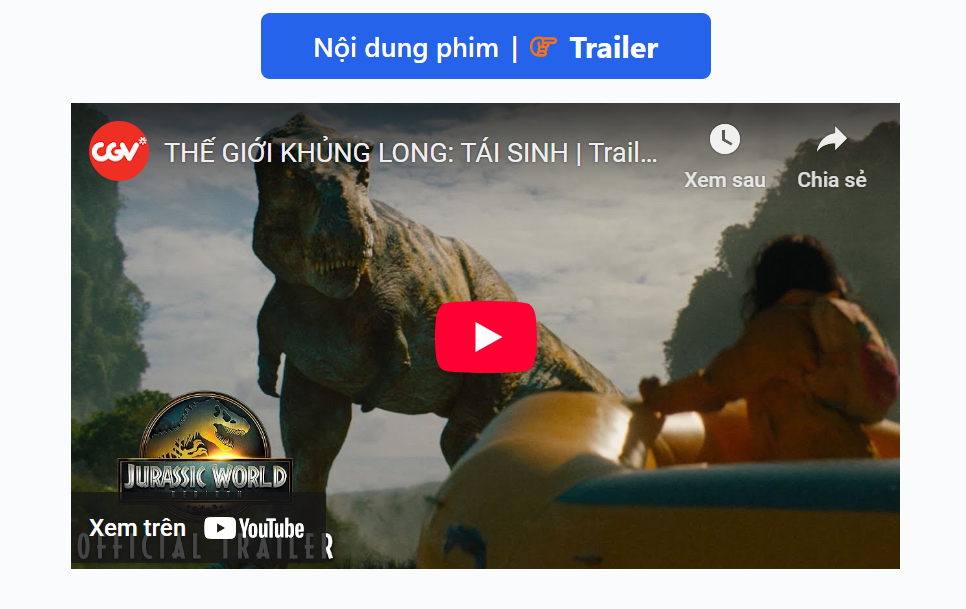 Nội dung phim | Trailer
CGV
THẾ GIỚI KHỦNG LONG: TÁI SINH | Trail...
Xem sau
Chia sẻ
JURASSIC WORLD
REBIRTH
Xem trên YouTube
OFFICIAL TRAILER